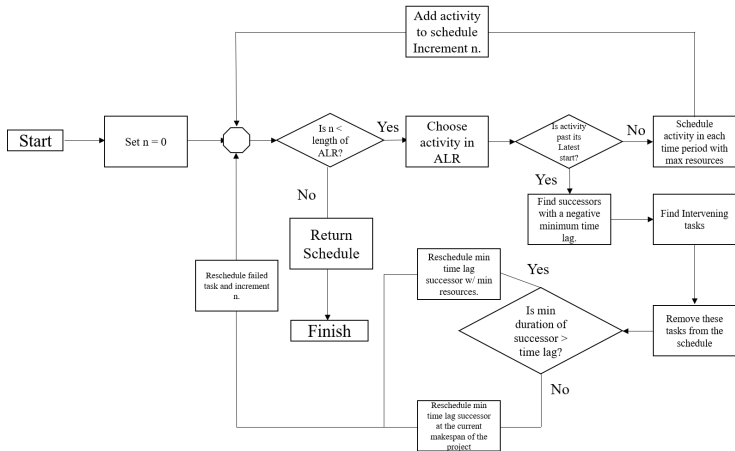 Add activity
to schedule
Increment n.
Start
Set n = 0
Is n <
length of
ALR?
Yes
Choose
activity in
ALR
Is activity
past its
Latest
start?
No
Schedule
activity in each
time period with
max resources
No
Yes
Find successors
with a negative
minimum time
lag.
Find Intervening
tasks
Return
Schedule
Reschedule failed
task and increment
n.
Reschedule min
time lag
successor w/ min
resources.
Yes
Is min
duration of
successor >
time lag?
Remove these
tasks from the
schedule
Finish
No
Reschedule min
time lag successor
at the current
makespan of the
project